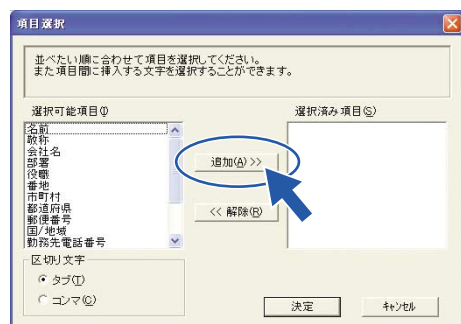 項目選択
並べたい順に合わせて項目を選択してください。
また項目間に挿入する文字を選択することができます。
選択可能項目(I)
選択済み項目(S)
名前
敬称
会社名
部署
役職
番地
市町村
都道府県
郵便番号
国/地域
勤務先電話番号
追加(A) >>
<< 解除(R)
区切り文字
タブ(T)
コンマ(C)
決定
キャンセル